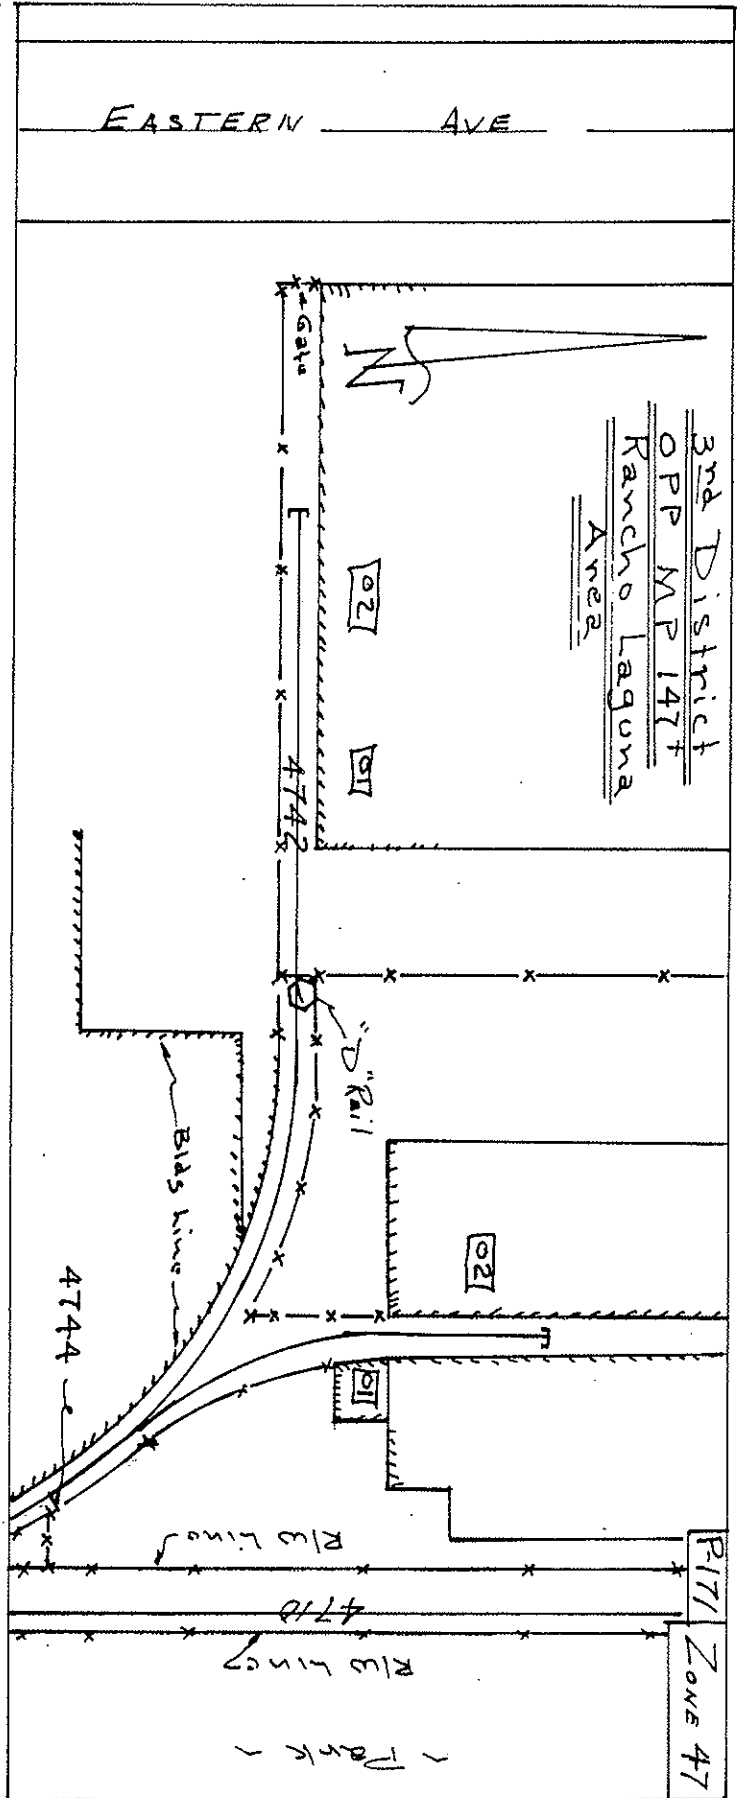 EASTERN AVE
3rd District
OPP MP 147+
Rancho Laguna
Area
N
Gate
02
01
4742
"D" Rail
Bldg Line
02
01
4744
R/W Line
4710
R/W Line
~ Park ~
P-171 ZONE 47